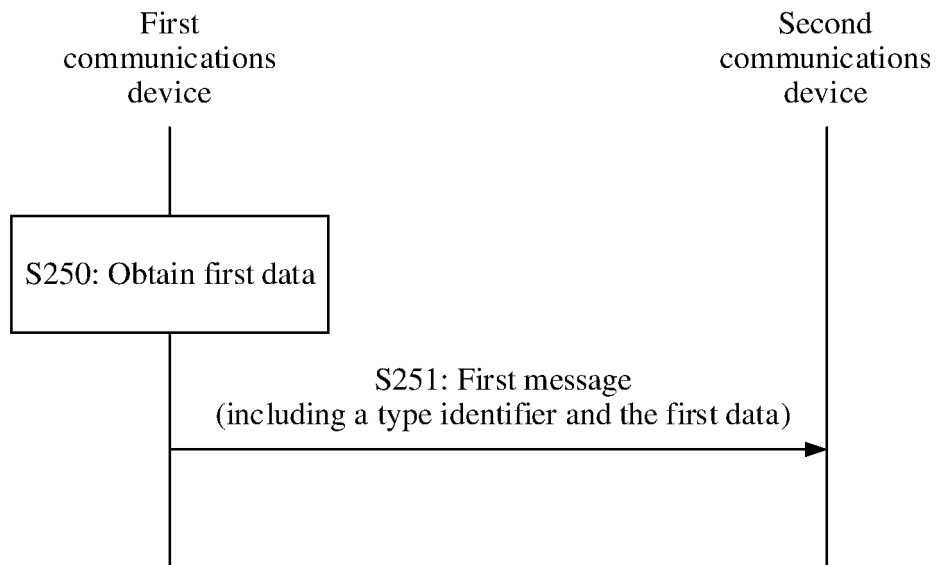 First
communications
device
Second
communications
device
S250: Obtain first data
S251: First message
(including a type identifier and the first data)